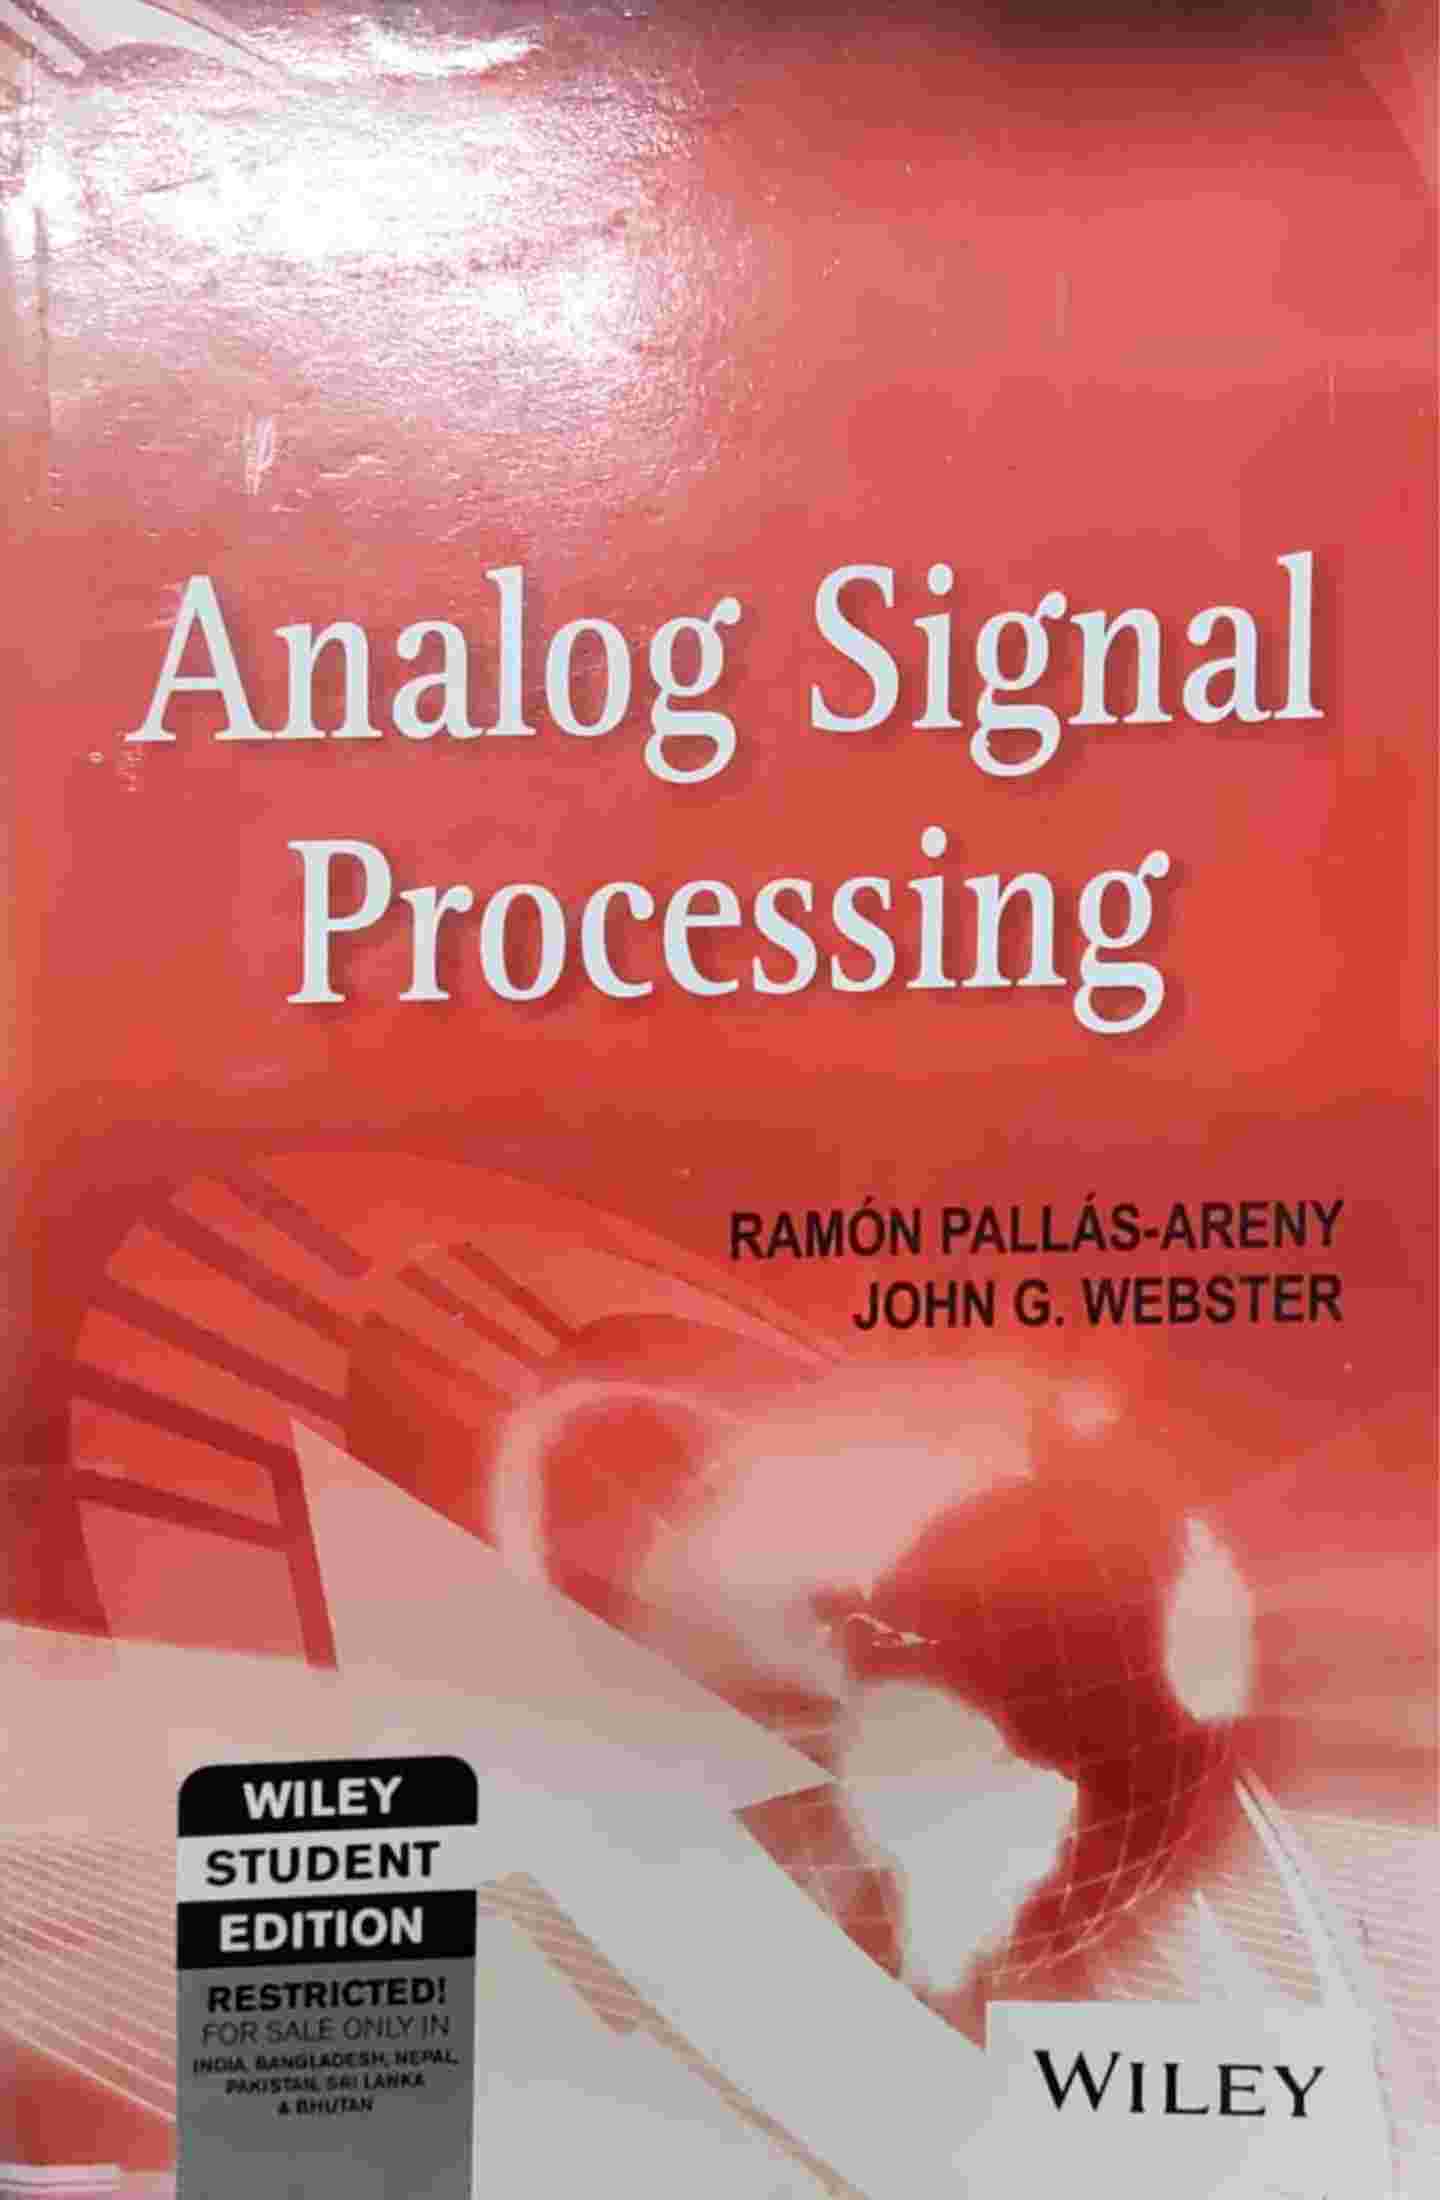 Analog Signal
Processing
RAMÓN PALLÁS-ARENY
JOHN G. WEBSTER
WILEY
STUDENT
EDITION
RESTRICTED!
FOR SALE ONLY IN
INDIA, BANGLADESH, NEPAL,
PAKISTAN, SRI LANKA
& BHUTAN
WILEY